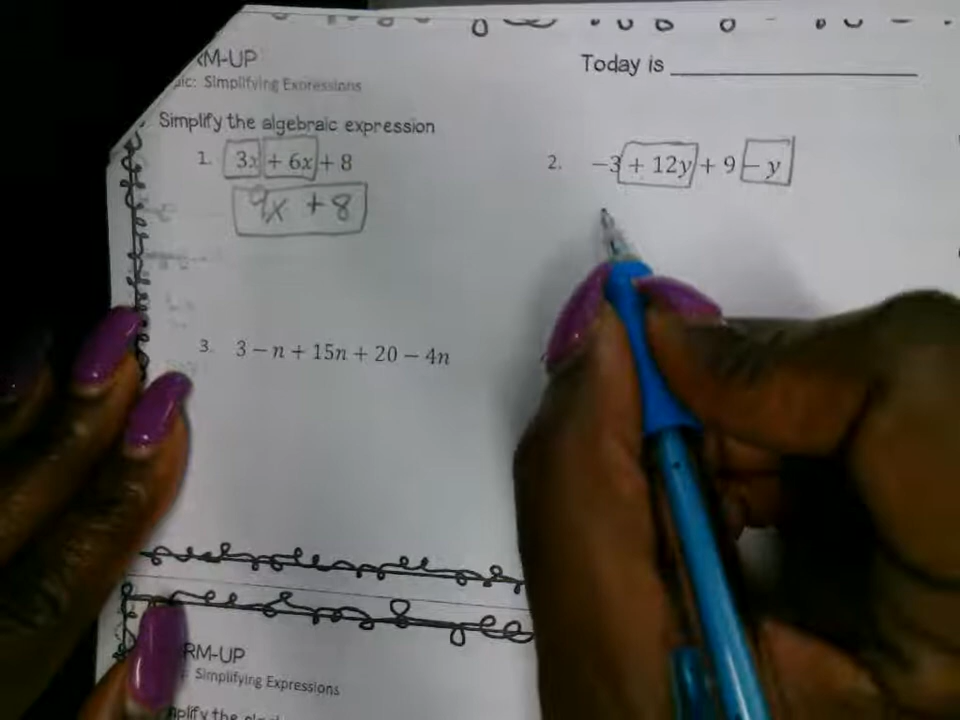 RM-UP
Today is
Simplifying Expressions
Simplify the algebraic expression
1. 3x + 6x + 8
9x + 8
2. −3 + 12y + 9 − y
3. 3 − n + 15n + 20 − 4n
RM-UP
Simplifying Expressions